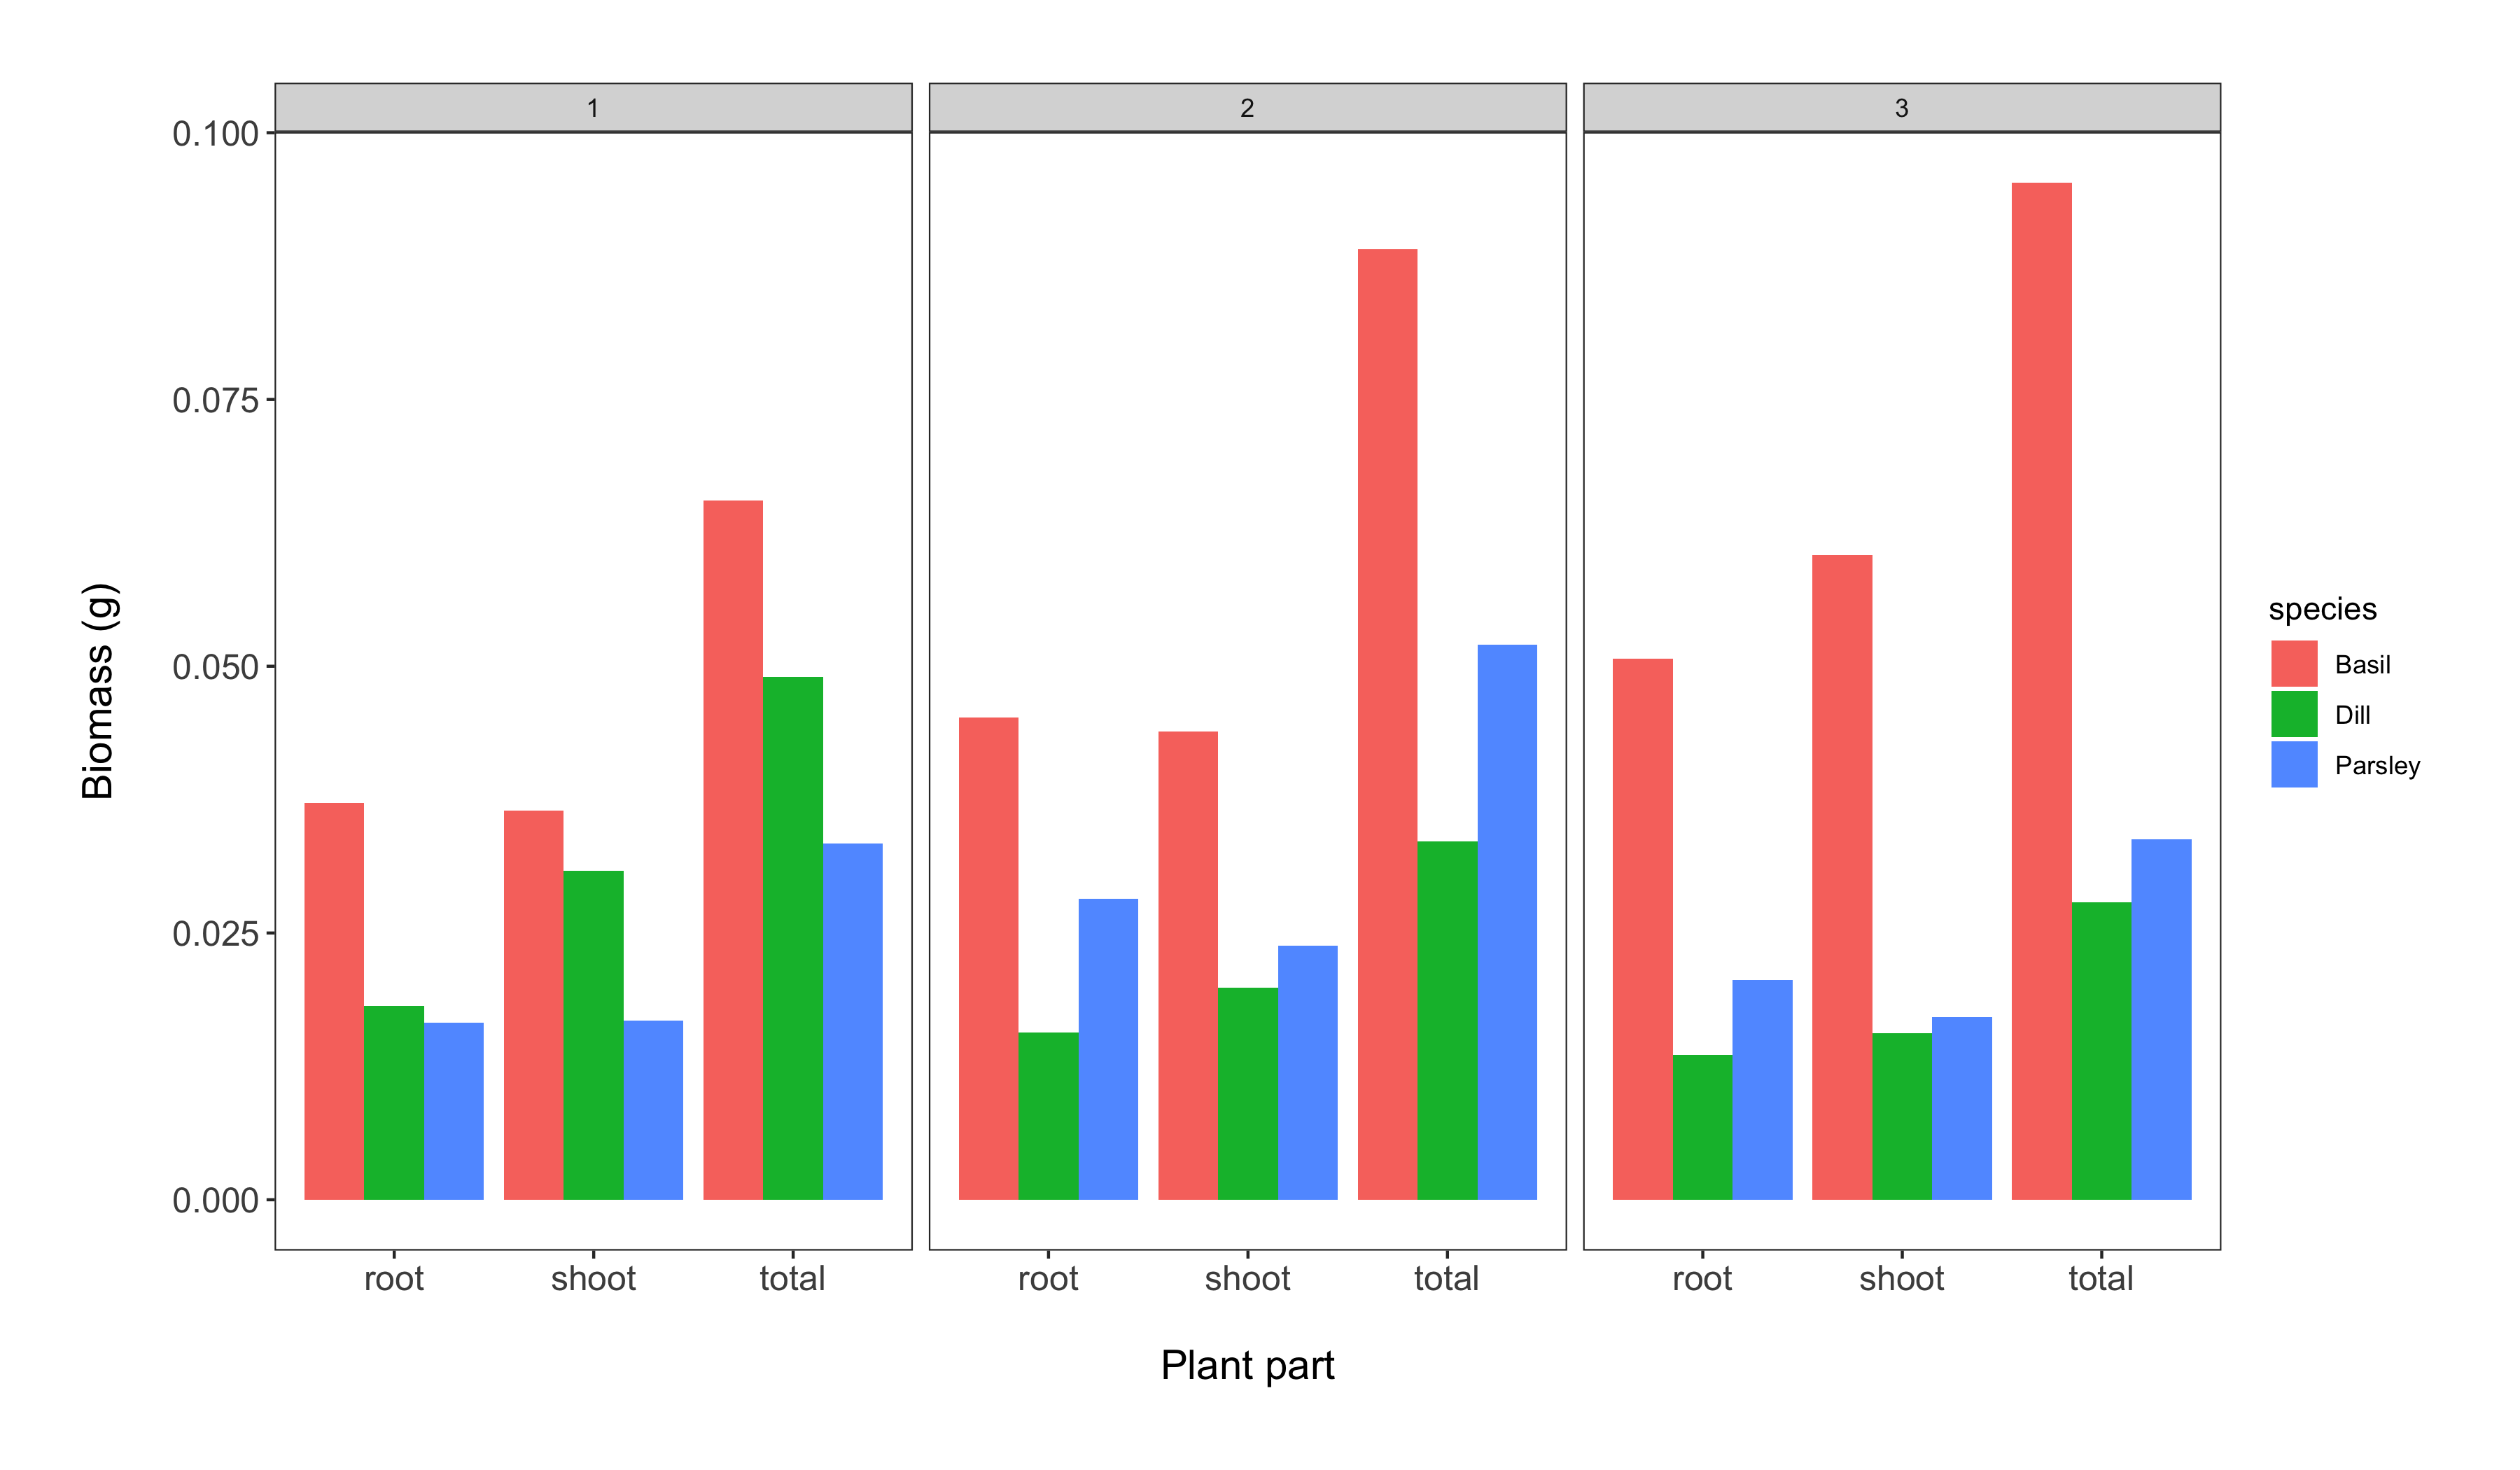 1
2
3
0.100
0.075
0.050
0.025
0.000
Biomass (g)
root shoot total
root shoot total
root shoot total
Plant part
species
Basil
Dill
Parsley